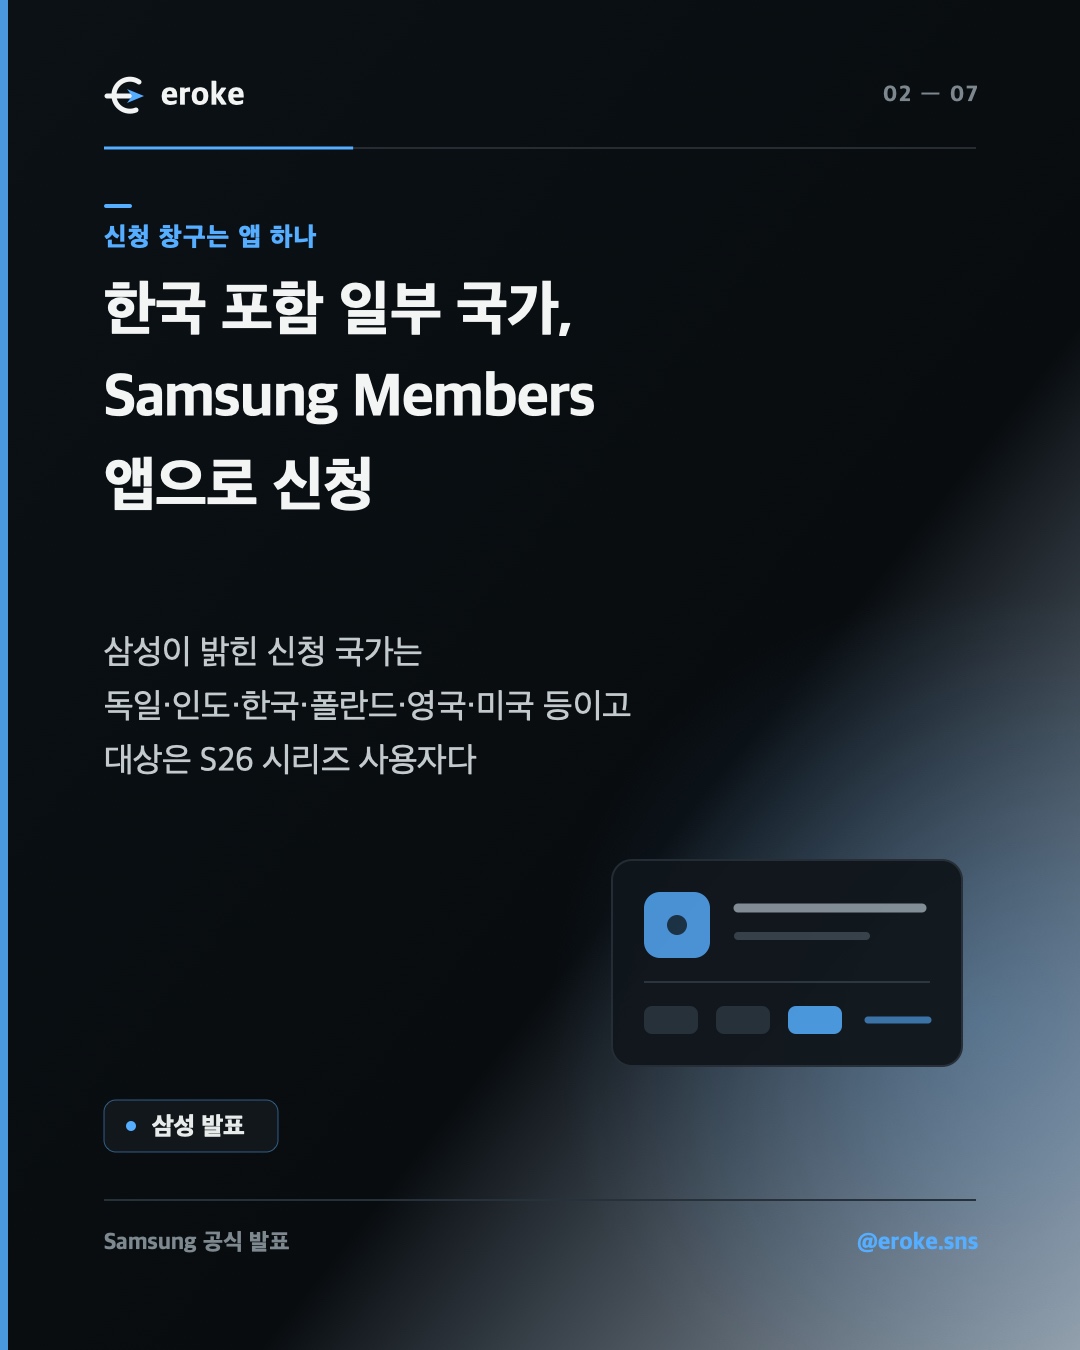 eroke
02 — 07
신청 창구는 앱 하나
한국 포함 일부 국가,
Samsung Members
앱으로 신청
삼성이 밝힌 신청 국가는
독일·인도·한국·폴란드·영국·미국 등이고
대상은 S26 시리즈 사용자다
삼성 발표
Samsung 공식 발표
@eroke.sns